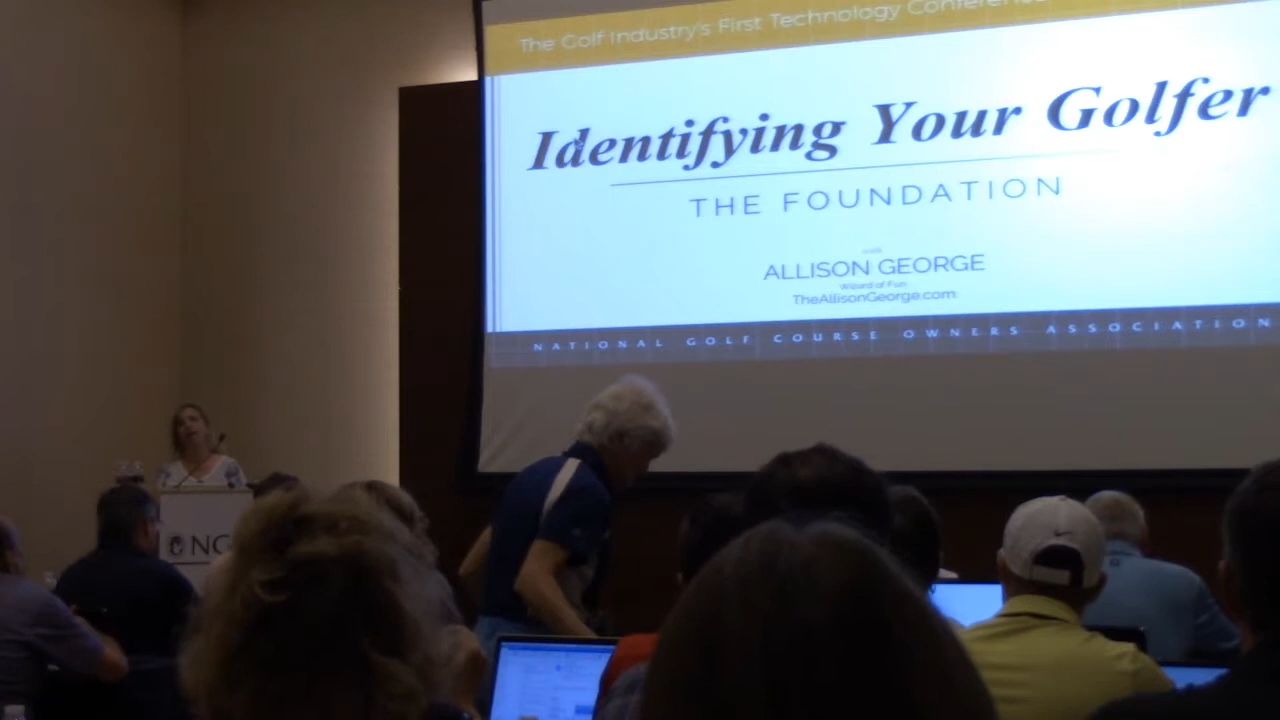 The Golf Industry's First Technology Conference
Identifying Your Golfer
THE FOUNDATION
with
ALLISON GEORGE
Wizard of Fun
TheAllisonGeorge.com
NATIONAL GOLF COURSE OWNERS ASSOCIATION
NG